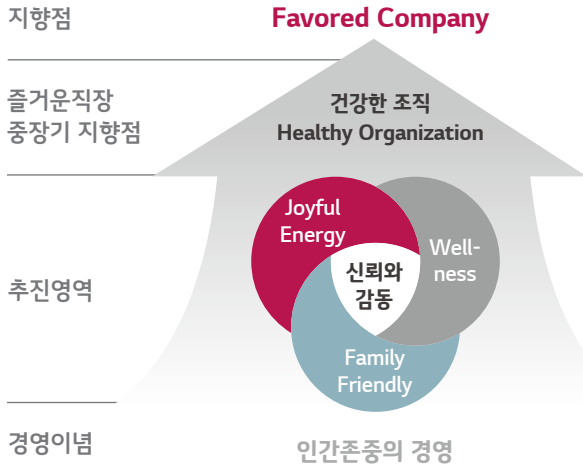 지향점
Favored Company
즐거운직장
중장기 지향점
건강한 조직
Healthy Organization
추진영역
Joyful
Energy
Well-
ness
신뢰와
감동
Family
Friendly
경영이념
인간존중의 경영